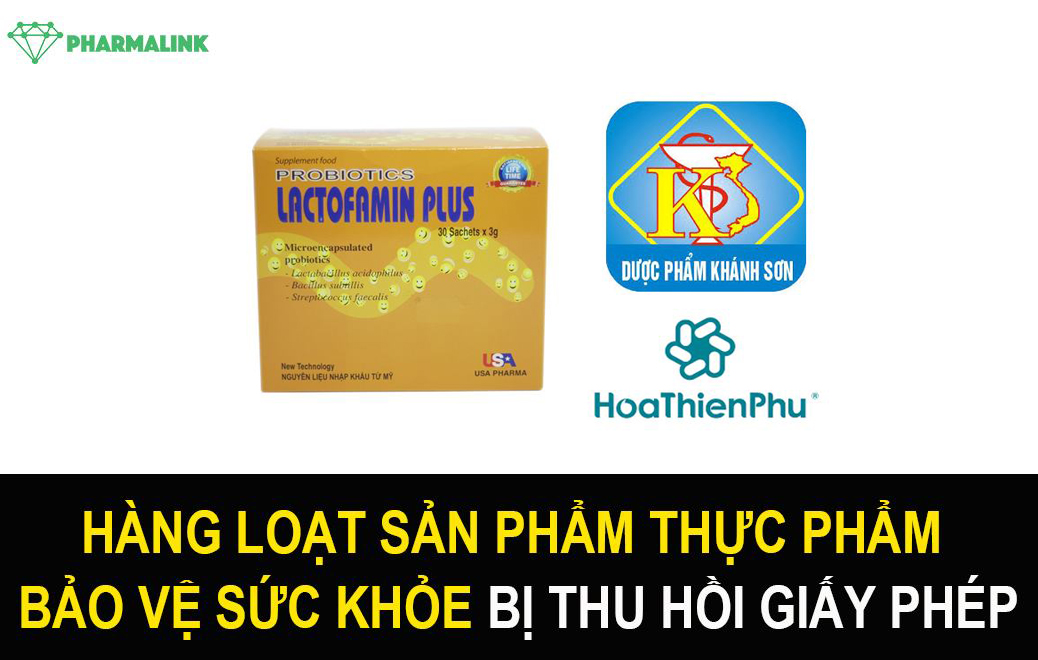 PHARMALINK
Supplement food
PROBIOTICS
LACTOFAMIN PLUS
30 Sachets x 3g
LIFE
TIME
Microencapsulated
probiotics
- Lactobacillus acidophilus
- Bacillus subtilis
- Streptococcus faecalis
New Technology
NGUYÊN LIỆU NHẬP KHẨU TỪ MỸ
USA
USA PHARMA
KS
DƯỢC PHẨM KHÁNH SƠN
HoaThienPhu®
HÀNG LOẠT SẢN PHẨM THỰC PHẨM
BẢO VỆ SỨC KHỎE BỊ THU HỒI GIẤY PHÉP